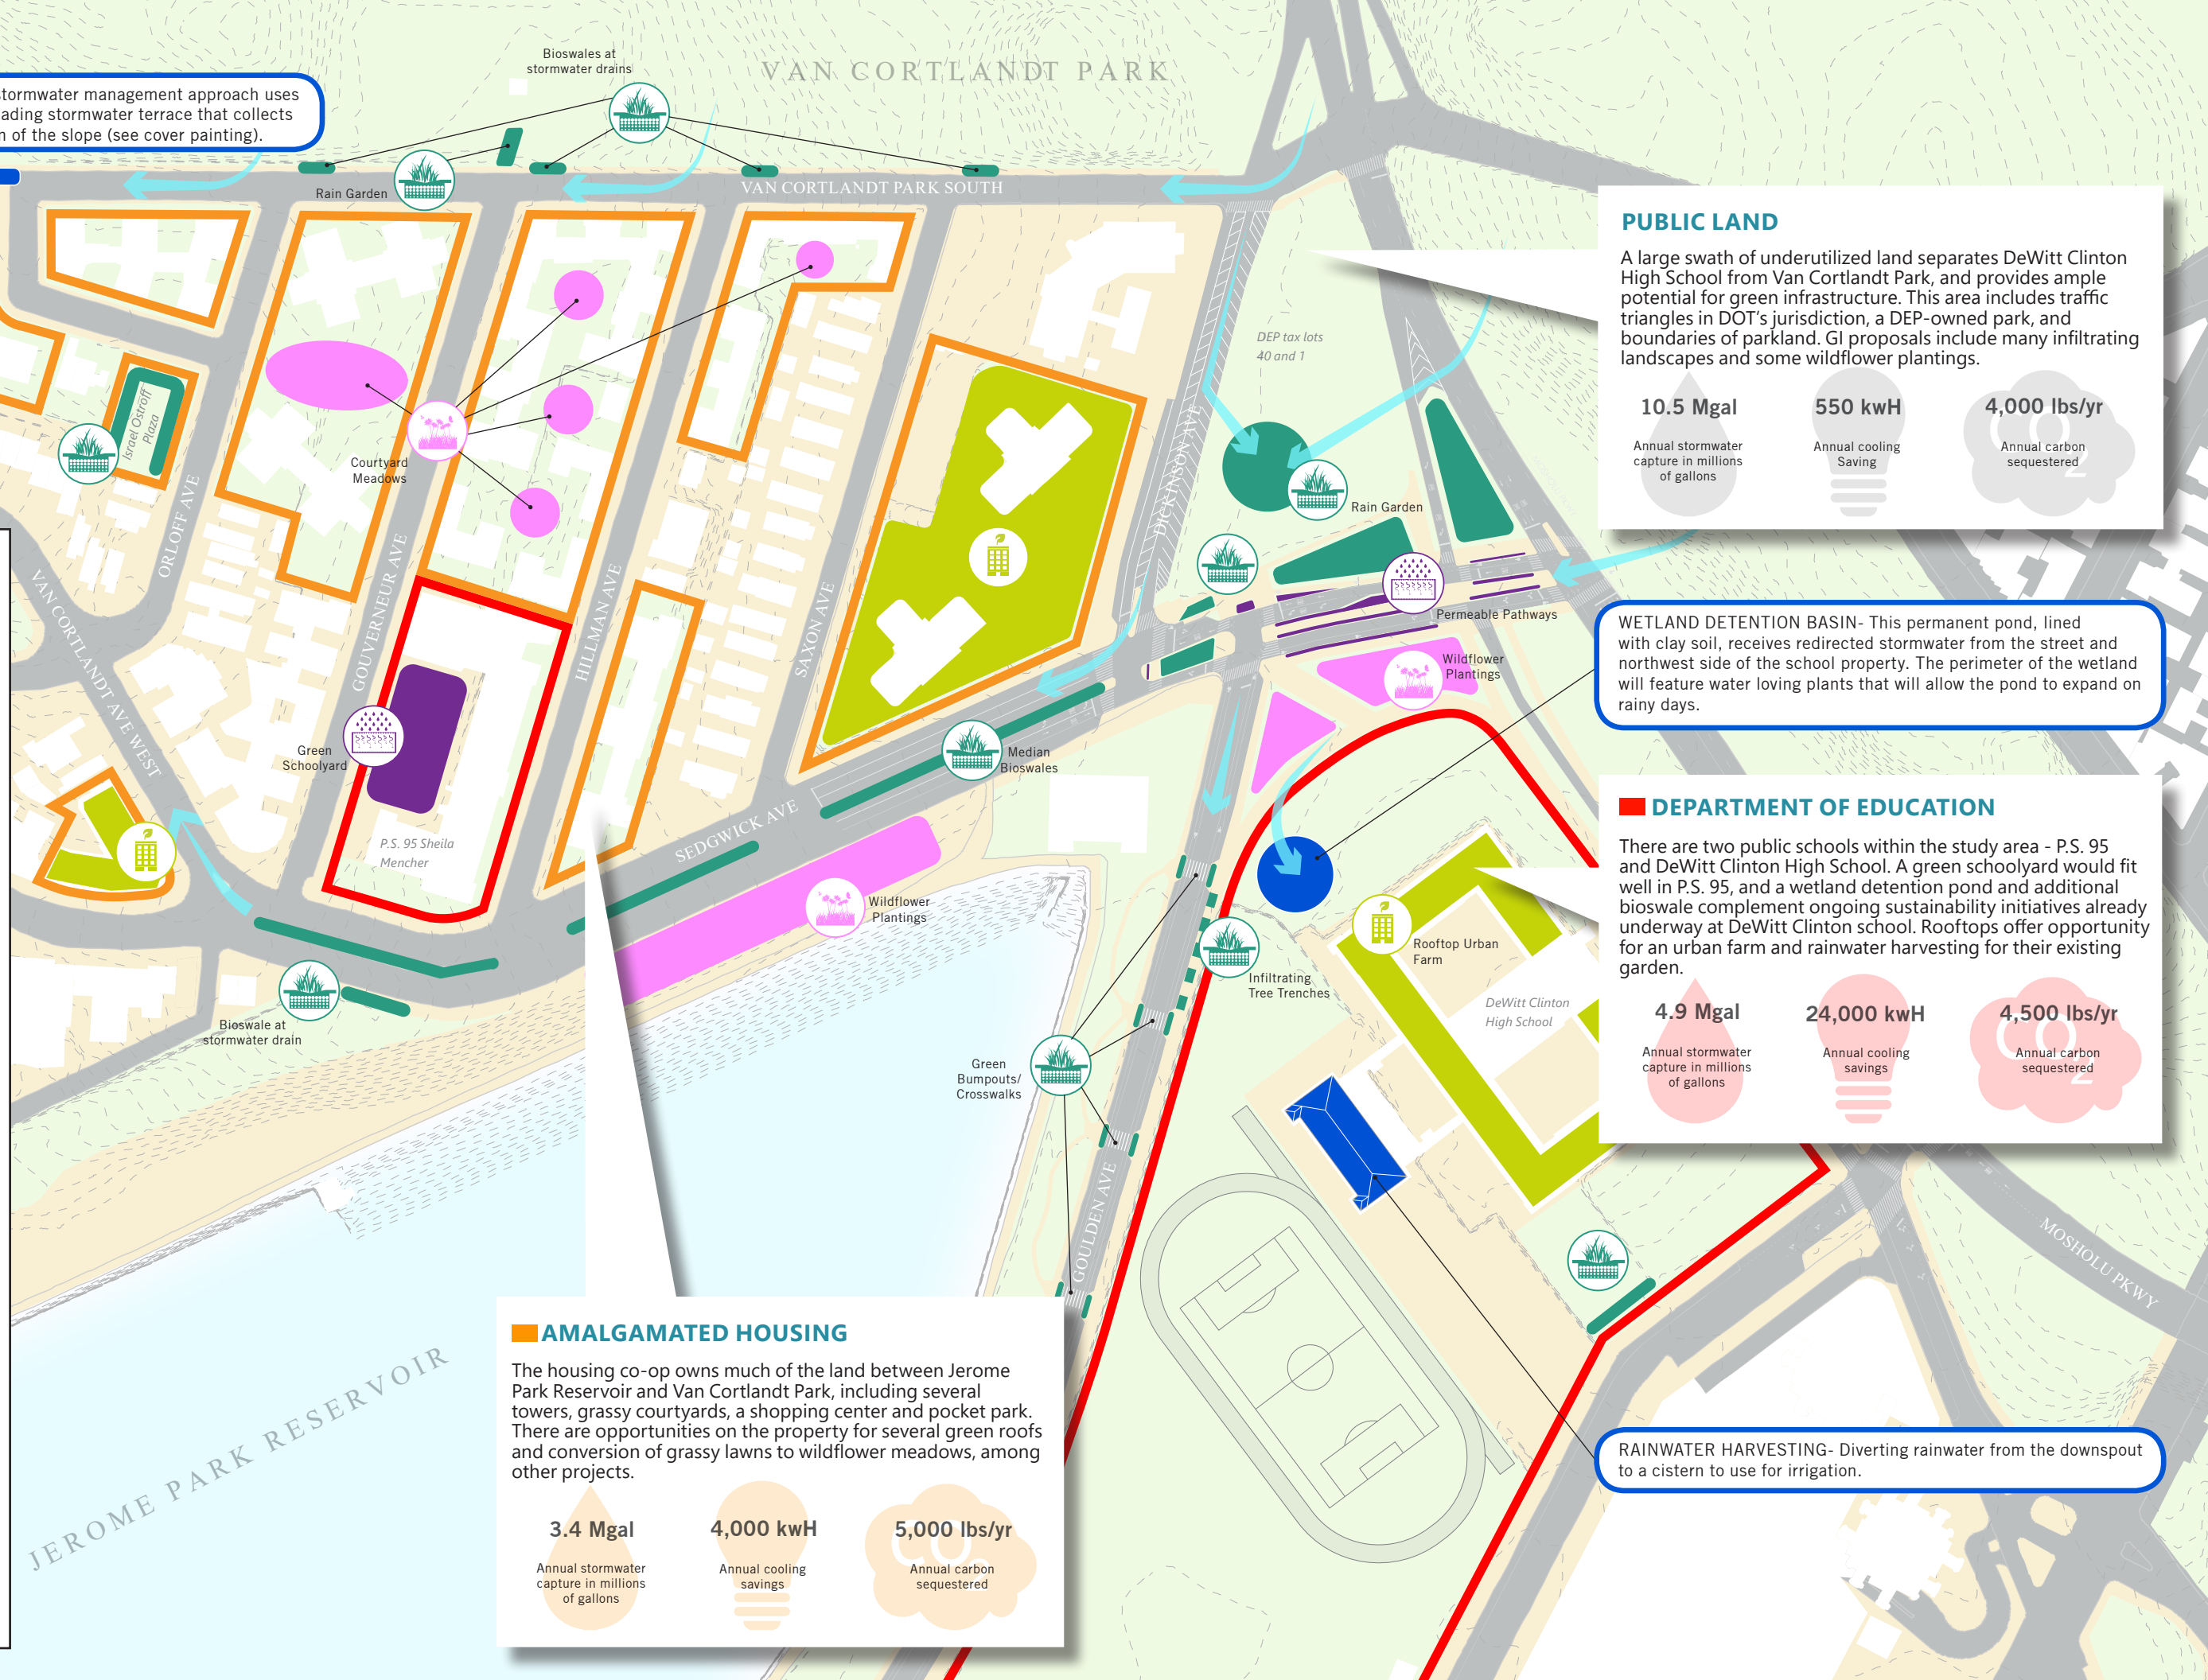 VAN CORTLANDT PARK
Bioswales at
stormwater drains
stormwater management approach uses
ading stormwater terrace that collects
of the slope (see cover painting).
Rain Garden
VAN CORTLANDT PARK SOUTH
PUBLIC LAND
A large swath of underutilized land separates DeWitt Clinton
High School from Van Cortlandt Park, and provides ample
potential for green infrastructure. This area includes traffic
triangles in DOT's jurisdiction, a DEP-owned park, and
boundaries of parkland. GI proposals include many infiltrating
landscapes and some wildflower plantings.
10.5 Mgal
Annual stormwater
capture in millions
of gallons
550 kwH
Annual cooling
Saving
4,000 lbs/yr
CO2
Annual carbon
sequestered
DEP tax lots
40 and 1
Israel Ostroff
Plaza
Courtyard
Meadows
ORLOFF AVE
GOUVERNEUR AVE
HILLMAN AVE
SAXON AVE
DICKINSON AVE
VAN CORTLANDT AVE WEST
Rain Garden
Permeable Pathways
Wildflower
Plantings
WETLAND DETENTION BASIN- This permanent pond, lined
with clay soil, receives redirected stormwater from the street and
northwest side of the school property. The perimeter of the wetland
will feature water loving plants that will allow the pond to expand on
rainy days.
Green
Schoolyard
P.S. 95 Sheila
Mencher
Median
Bioswales
SEDGWICK AVE
Wildflower
Plantings
DEPARTMENT OF EDUCATION
There are two public schools within the study area - P.S. 95
and DeWitt Clinton High School. A green schoolyard would fit
well in P.S. 95, and a wetland detention pond and additional
bioswale complement ongoing sustainability initiatives already
underway at DeWitt Clinton school. Rooftops offer opportunity
for an urban farm and rainwater harvesting for their existing
garden.
4.9 Mgal
Annual stormwater
capture in millions
of gallons
24,000 kwH
Annual cooling
savings
4,500 lbs/yr
CO2
Annual carbon
sequestered
Rooftop Urban
Farm
Infiltrating
Tree Trenches
DeWitt Clinton
High School
Bioswale at
stormwater drain
Green
Bumpouts/
Crosswalks
GOULDEN AVE
MOSHOLU PKWY
JEROME PARK RESERVOIR
AMALGAMATED HOUSING
The housing co-op owns much of the land between Jerome
Park Reservoir and Van Cortlandt Park, including several
towers, grassy courtyards, a shopping center and pocket park.
There are opportunities on the property for several green roofs
and conversion of grassy lawns to wildflower meadows, among
other projects.
3.4 Mgal
Annual stormwater
capture in millions
of gallons
4,000 kwH
Annual cooling
savings
5,000 lbs/yr
CO2
Annual carbon
sequestered
RAINWATER HARVESTING- Diverting rainwater from the downspout
to a cistern to use for irrigation.